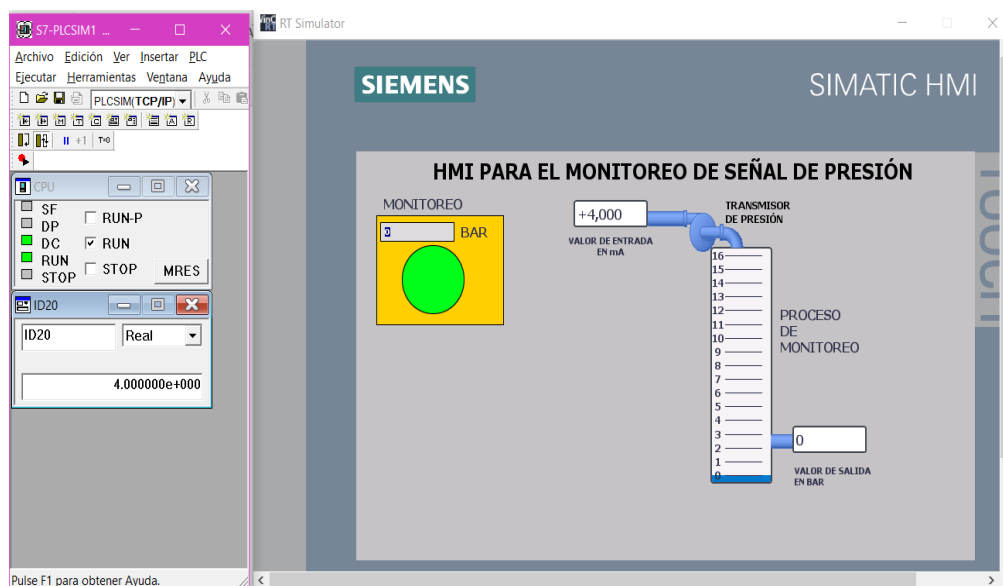 S7-PLCSIM1 ...
Archivo Edición Ver Insertar PLC
Ejecutar Herramientas Ventana Ayuda
PLCSIM(TCP/IP)
+1 T=0
CPU
SF
DP
DC
RUN
STOP
RUN-P
RUN
STOP
MRES
ID20
ID20
Real
4.000000e+000
Pulse F1 para obtener Ayuda.
RT Simulator
SIEMENS
SIMATIC HMI
TOUCH
HMI PARA EL MONITOREO DE SEÑAL DE PRESIÓN
MONITOREO
0 BAR
+4,000
VALOR DE ENTRADA
EN mA
TRANSMISOR
DE PRESIÓN
16
15
14
13
12
11
10
9
8
7
6
5
4
3
2
1
0
PROCESO
DE
MONITOREO
0
VALOR DE SALIDA
EN BAR